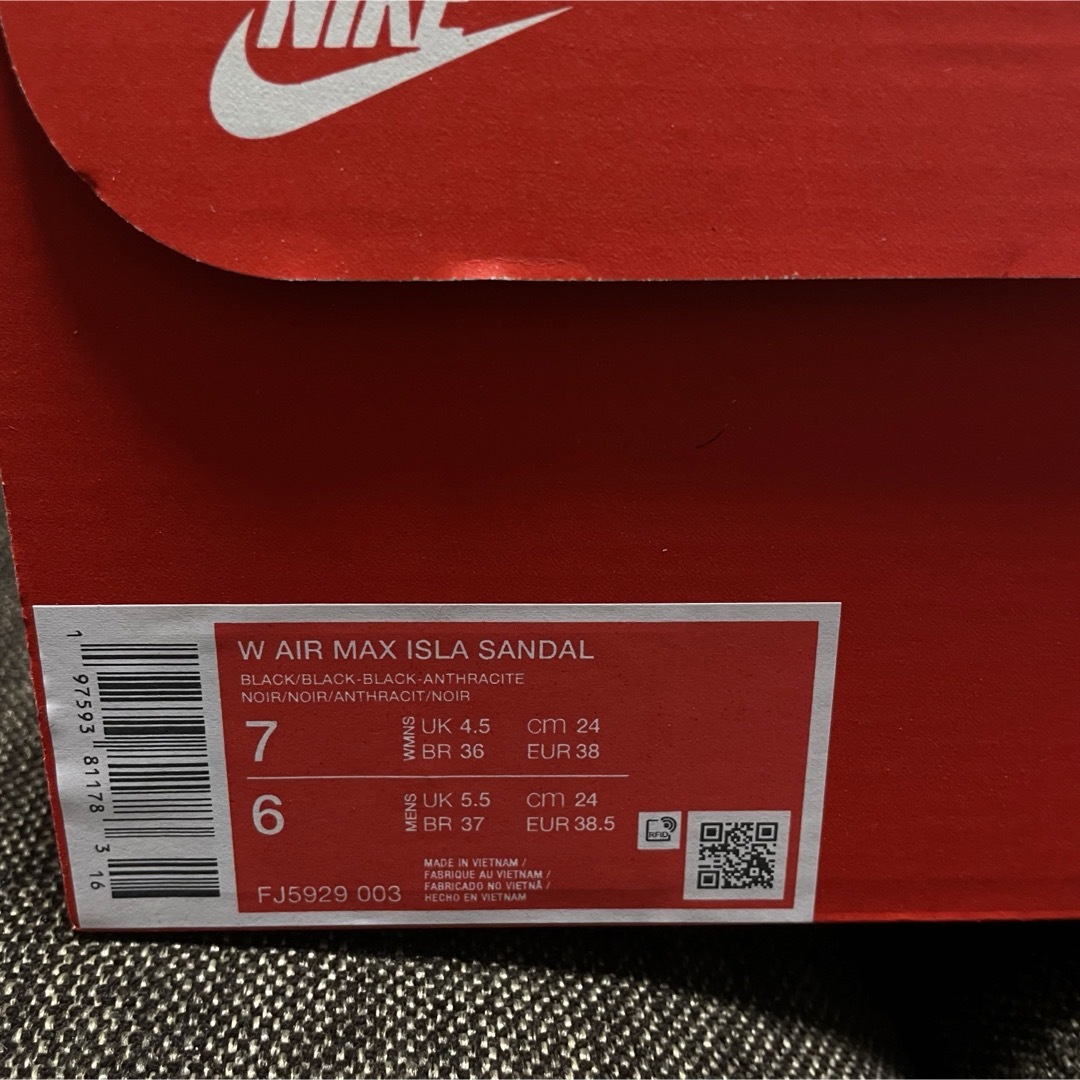 NIKE
W AIR MAX ISLA SANDAL
BLACK/BLACK-BLACK-ANTHRACITE
NOIR/NOIR/ANTHRACIT/NOIR
7 WMNS UK 4.5 cm 24
BR 36 EUR 38
6 MENS UK 5.5 cm 24
BR 37 EUR 38.5
RFID
MADE IN VIETNAM /
FABRIQUE AU VIETNAM /
FABRICADO NO VIETNÃ /
HECHO EN VIETNAM
FJ5929 003
1 97593 81178 3 16